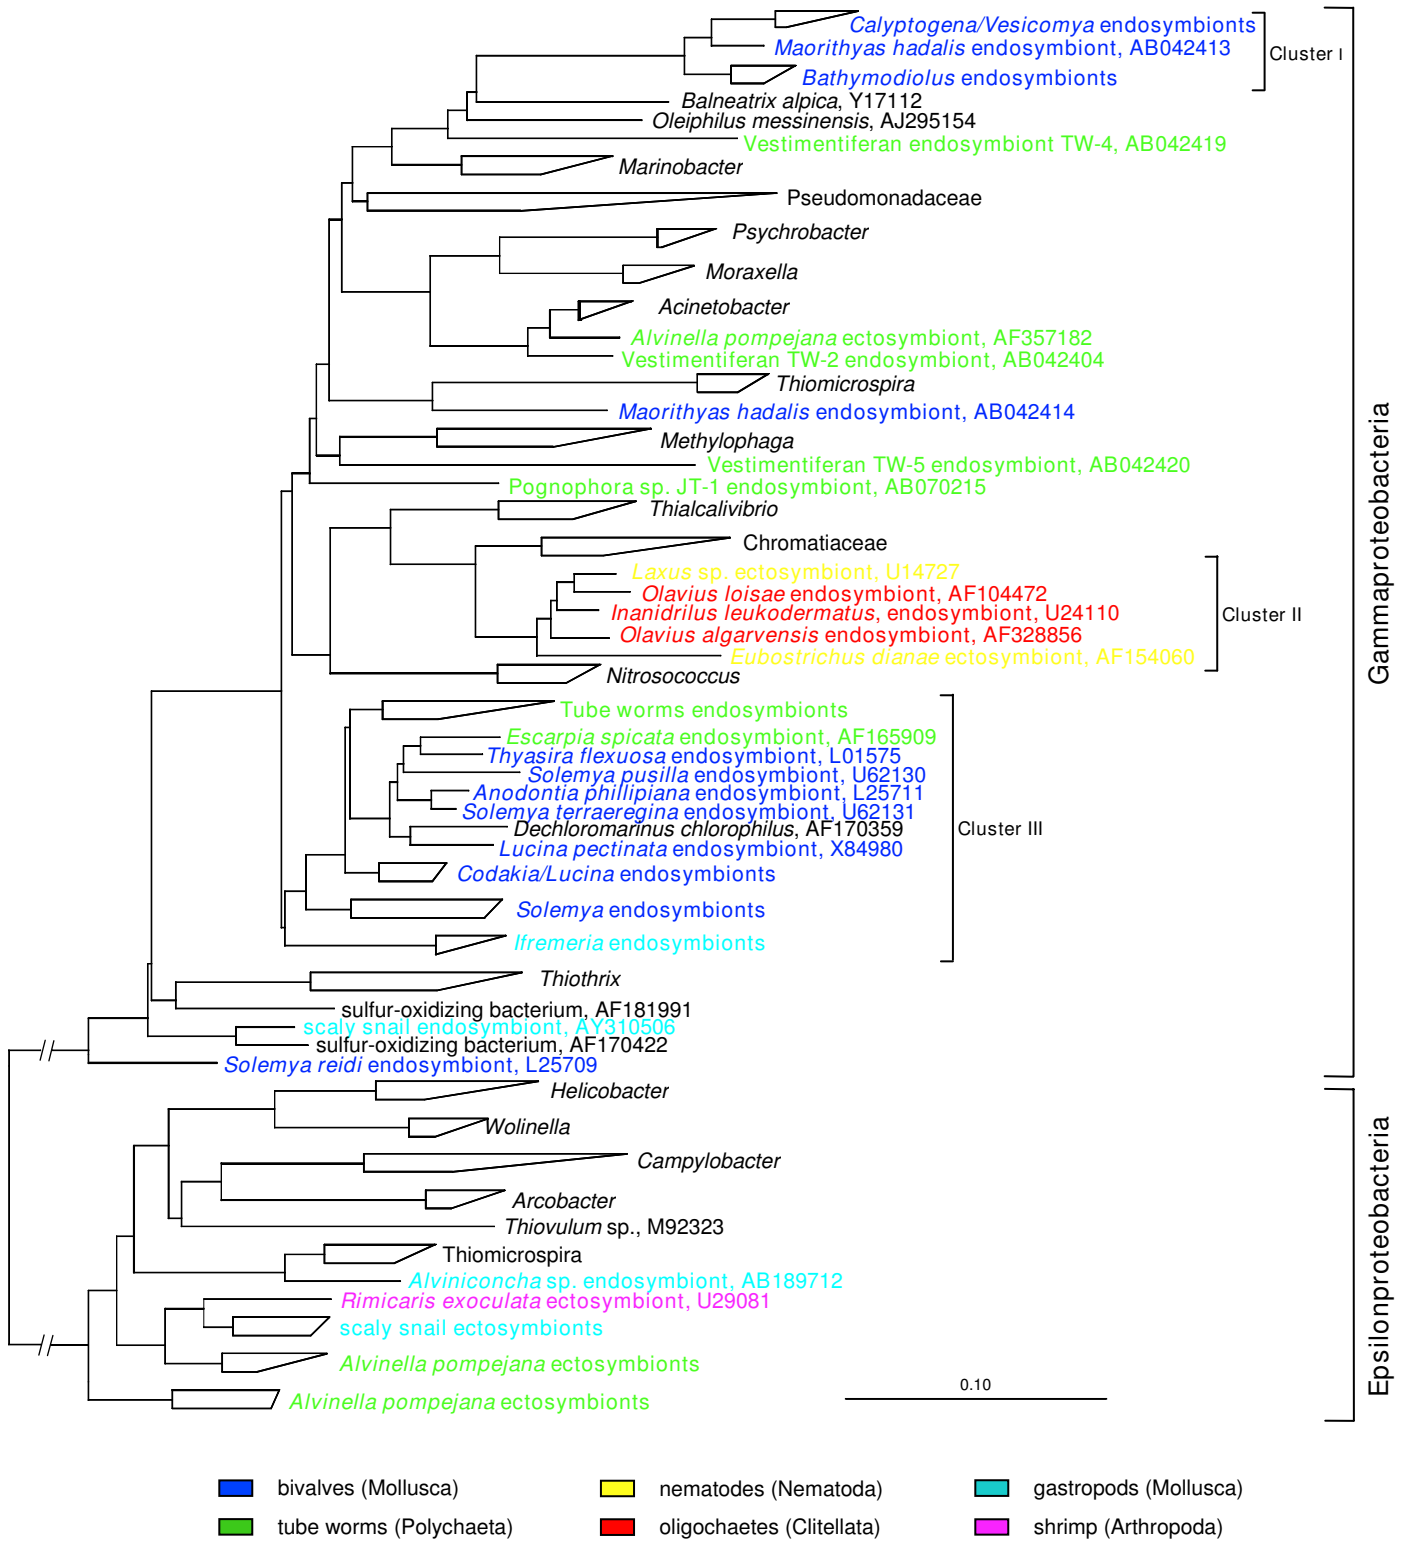 Calyptogena/Vesicomya endosymbionts
Maorithyas hadalis endosymbiont, AB042413
Cluster I
Bathymodiolus endosymbionts
Balneatrix alpica, Y17112
Oleiphilus messinensis, AJ295154
Vestimentiferan endosymbiont TW-4, AB042419
Marinobacter
Pseudomonadaceae
Psychrobacter
Moraxella
Acinetobacter
Alvinella pompejana ectosymbiont, AF357182
Vestimentiferan TW-2 endosymbiont, AB042404
Thiomicrospira
Maorithyas hadalis endosymbiont, AB042414
Methylophaga
Vestimentiferan TW-5 endosymbiont, AB042420
Pognophora sp. JT-1 endosymbiont, AB070215
Thialcalivibrio
Chromatiaceae
Laxus sp. ectosymbiont, U14727
Olavius loisae endosymbiont, AF104472
Inanidrilus leukodermatus, endosymbiont, U24110
Cluster II
Olavius algarvensis endosymbiont, AF328856
Eubostrichus dianae ectosymbiont, AF154060
Nitrosococcus
Gammaproteobacteria
Tube worms endosymbionts
Escarpia spicata endosymbiont, AF165909
Thyasira flexuosa endosymbiont, L01575
Solemya pusilla endosymbiont, U62130
Anodontia phillipiana endosymbiont, L25711
Solemya terraeregina endosymbiont, U62131
Dechloromarinus chlorophilus, AF170359
Cluster III
Lucina pectinata endosymbiont, X84980
Codakia/Lucina endosymbionts
Solemya endosymbionts
Ifremeria endosymbionts
Thiothrix
sulfur-oxidizing bacterium, AF181991
scaly snail endosymbiont, AY310506
sulfur-oxidizing bacterium, AF170422
Solemya reidi endosymbiont, L25709
Helicobacter
Wolinella
Campylobacter
Arcobacter
Thiovulum sp., M92323
Thiomicrospira
Alviniconcha sp. endosymbiont, AB189712
Rimicaris exoculata ectosymbiont, U29081
scaly snail ectosymbionts
Alvinella pompejana ectosymbionts
Alvinella pompejana ectosymbionts
Epsilonproteobacteria
0.10
bivalves (Mollusca)
nematodes (Nematoda)
gastropods (Mollusca)
tube worms (Polychaeta)
oligochaetes (Clitellata)
shrimp (Arthropoda)